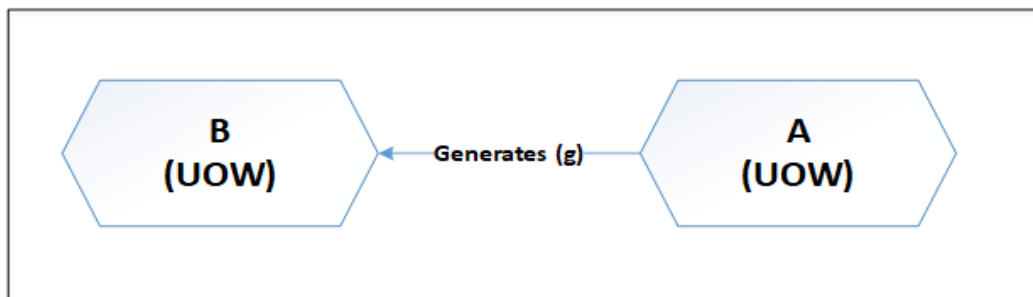 B
(UOW)
Generates (g)
A
(UOW)